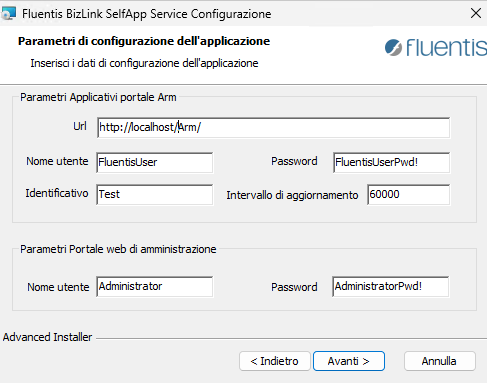 Fluentis BizLink SelfApp Service Configurazione
Parametri di configurazione dell'applicazione
Inserisci i dati di configurazione dell'applicazione
fluentis
Parametri Applicativi portale Arm
Url http://localhost/Arm/
Nome utente FluentisUser Password FluentisUserPwd!
Identificativo Test Intervallo di aggiornamento 60000
Parametri Portale web di amministrazione
Nome utente Administrator Password AdministratorPwd!
Advanced Installer
< Indietro Avanti > Annulla